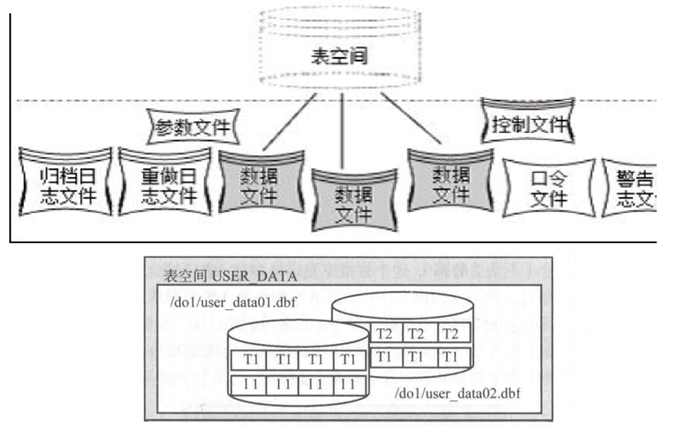 表空间
参数文件
控制文件
归档日
志文件
重做日
志文件
数据
文件
数据
文件
数据
文件
口令
文件
警告
志文
表空间 USER_DATA
/do1/user_data01.dbf
T2 T2 T2
T1 T1 T1 T1
T1 T1 T1
I1 I1 I1 I1
/do1/user_data02.dbf